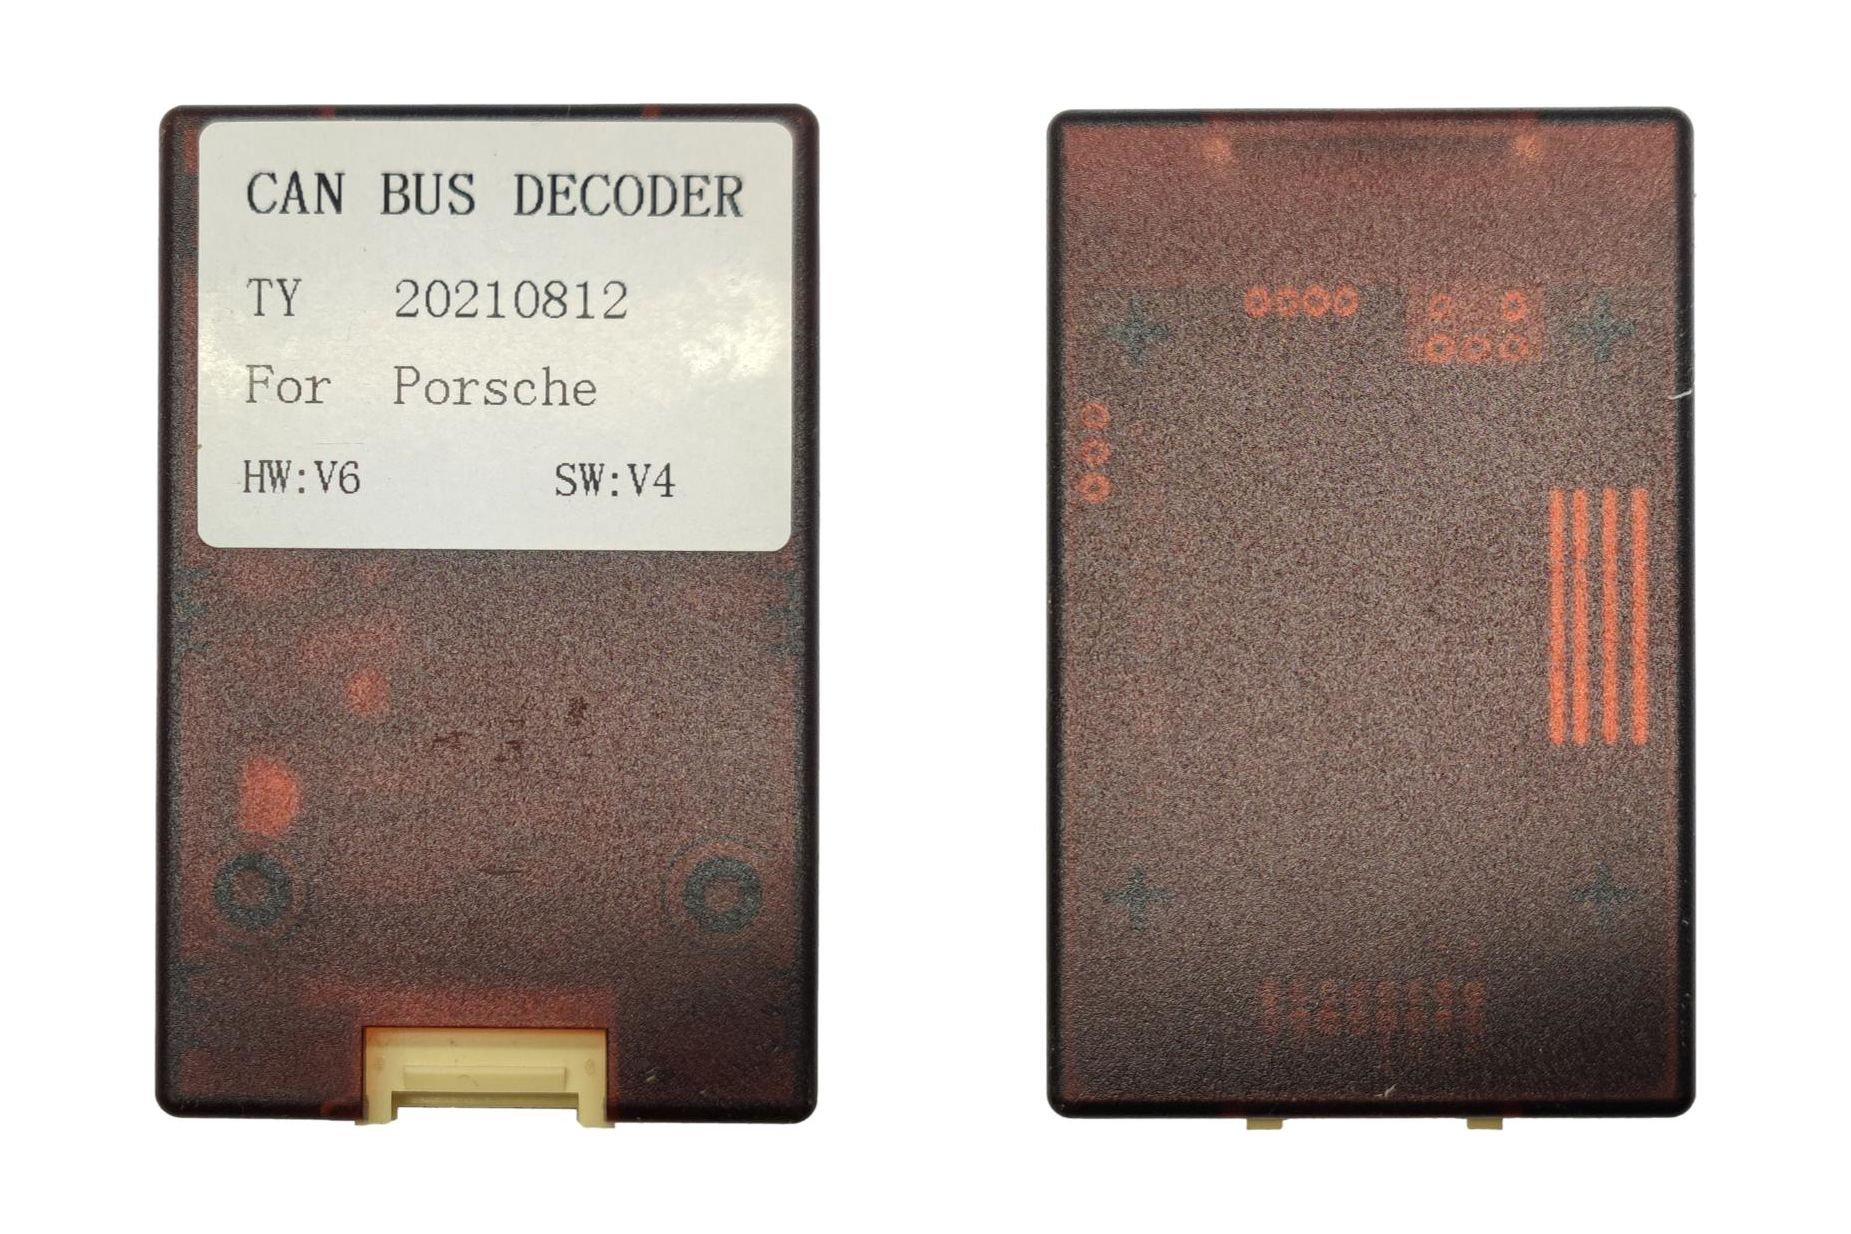 CAN BUS DECODER
TY 20210812
For Porsche
HW:V6 SW:V4